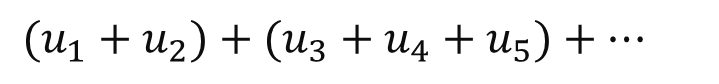 (𝑢₁ + 𝑢₂) + (𝑢₃ + 𝑢₄ + 𝑢₅) + ⋯